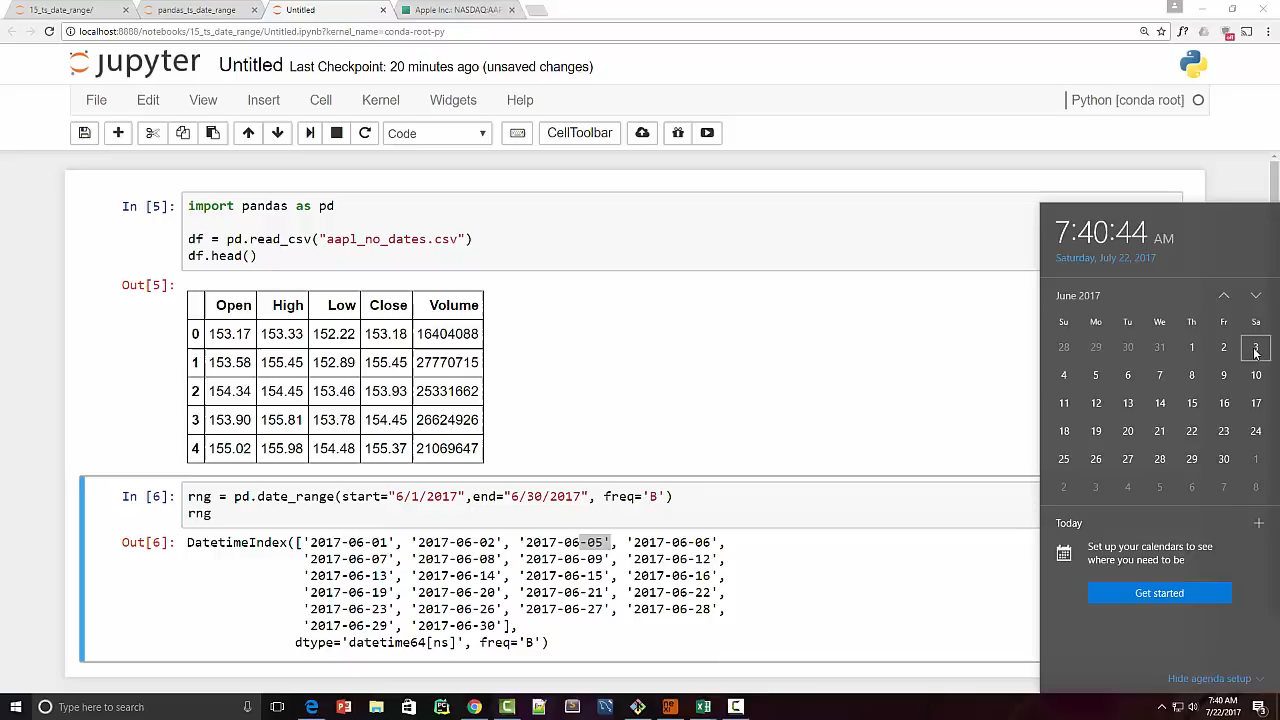 15_ts_date_range/ pandas_ts_date_range Untitled Apple Inc.: NASDAQ:AAP
localhost:8888/notebooks/15_ts_date_range/Untitled.ipynb?kernel_name=conda-root-py
jupyter Untitled Last Checkpoint: 20 minutes ago (unsaved changes)
File Edit View Insert Cell Kernel Widgets Help Python [conda root]
Code CellToolbar
In [5]: import pandas as pd
df = pd.read_csv("aapl_no_dates.csv")
df.head()
Out[5]:
Open High Low Close Volume
0 153.17 153.33 152.22 153.18 16404088
1 153.58 155.45 152.89 155.45 27770715
2 154.34 154.45 153.46 153.93 25331662
3 153.90 155.81 153.78 154.45 26624926
4 155.02 155.98 154.48 155.37 21069647
In [6]: rng = pd.date_range(start="6/1/2017",end="6/30/2017", freq='B')
rng
Out[6]: DatetimeIndex(['2017-06-01', '2017-06-02', '2017-06-05', '2017-06-06',
'2017-06-07', '2017-06-08', '2017-06-09', '2017-06-12',
'2017-06-13', '2017-06-14', '2017-06-15', '2017-06-16',
'2017-06-19', '2017-06-20', '2017-06-21', '2017-06-22',
'2017-06-23', '2017-06-26', '2017-06-27', '2017-06-28',
'2017-06-29', '2017-06-30'],
dtype='datetime64[ns]', freq='B')
7:40:44 AM
Saturday, July 22, 2017
June 2017
Su Mo Tu We Th Fr Sa
28 29 30 31 1 2 3
4 5 6 7 8 9 10
11 12 13 14 15 16 17
18 19 20 21 22 23 24
25 26 27 28 29 30 1
2 3 4 5 6 7 8
Today
Set up your calendars to see
where you need to be
Get started
Hide agenda setup
Type here to search
7:40 AM
7/22/2017